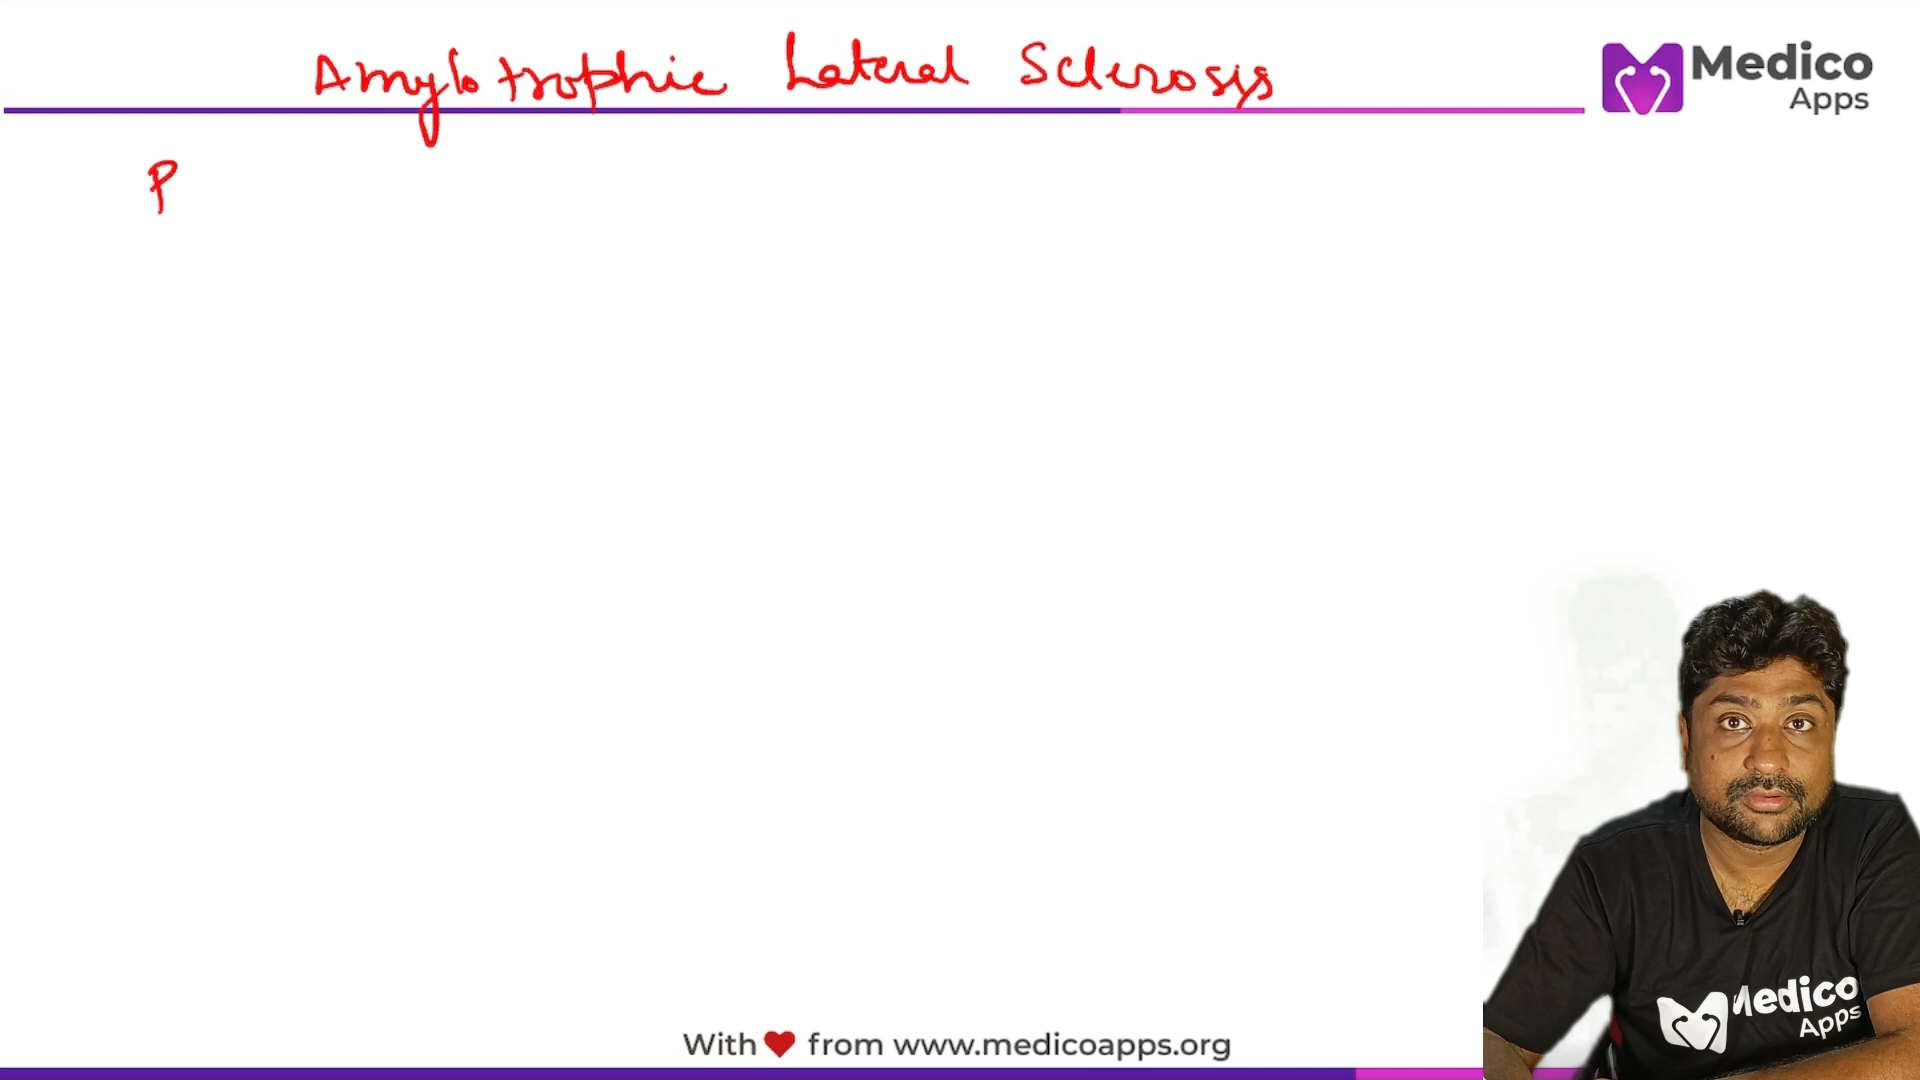 Amylotrophic Lateral Sclerosis
Medico
Apps
P
Medico
Apps
With from www.medicoapps.org